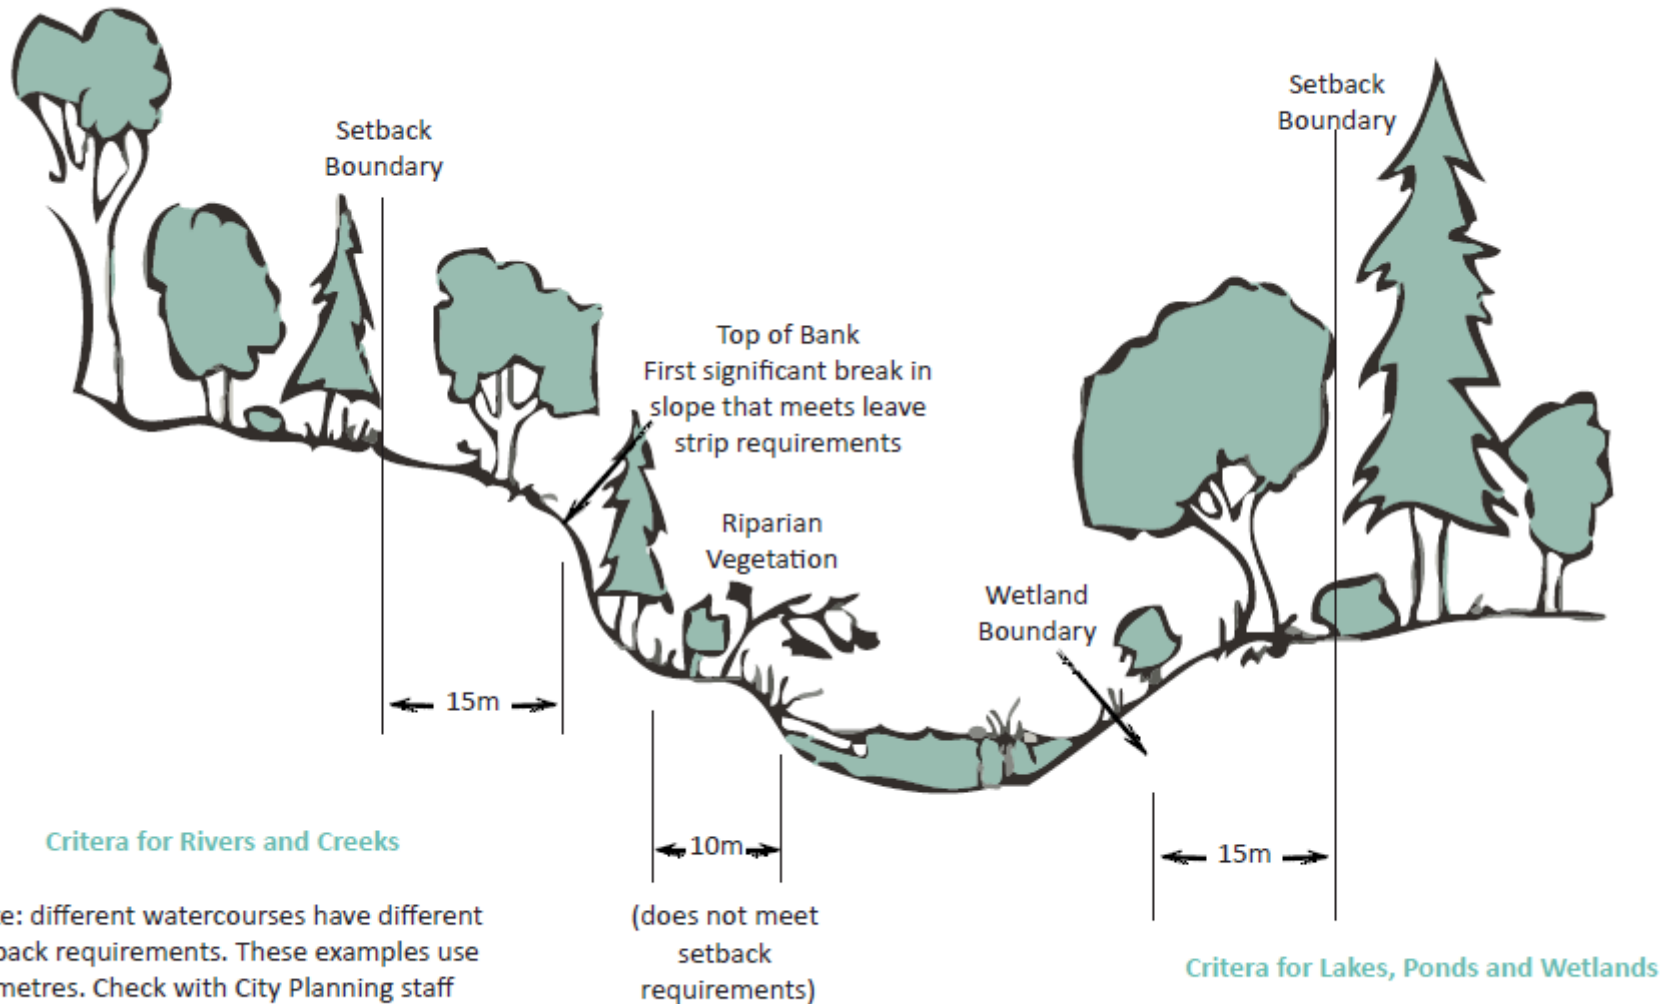 Setback
Boundary
Setback
Boundary
Top of Bank
First significant break in
slope that meets leave
strip requirements
Riparian
Vegetation
Wetland
Boundary
15m
10m
15m
(does not meet
setback
requirements)
Critera for Rivers and Creeks
e: different watercourses have different
back requirements. These examples use
metres. Check with City Planning staff
Critera for Lakes, Ponds and Wetlands